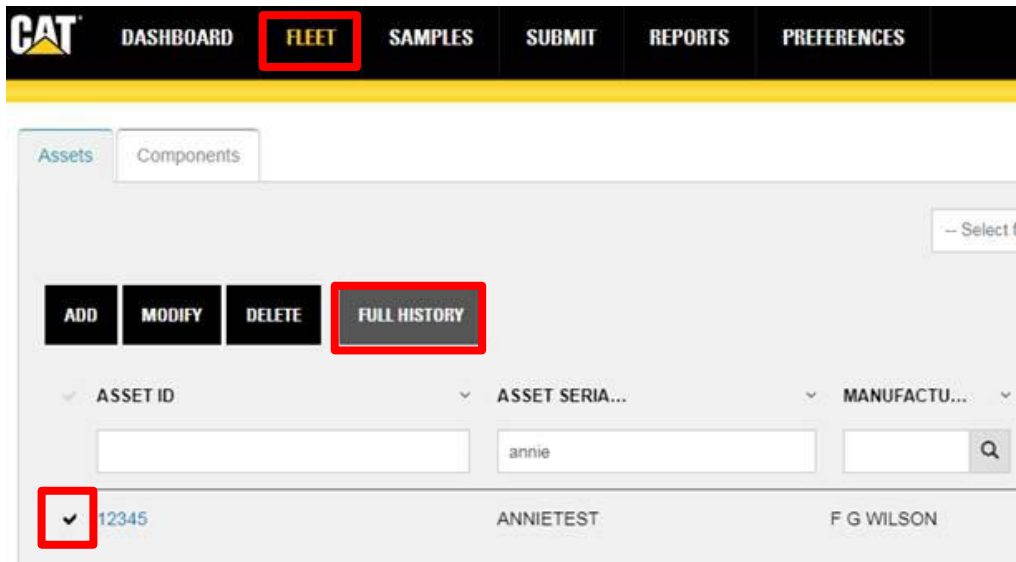 CAT DASHBOARD FLEET SAMPLES SUBMIT REPORTS PREFERENCES
Assets Components
-- Select f
ADD MODIFY DELETE FULL HISTORY
ASSET ID ASSET SERIA... MANUFACTU...
annie
12345 ANNIETEST F G WILSON